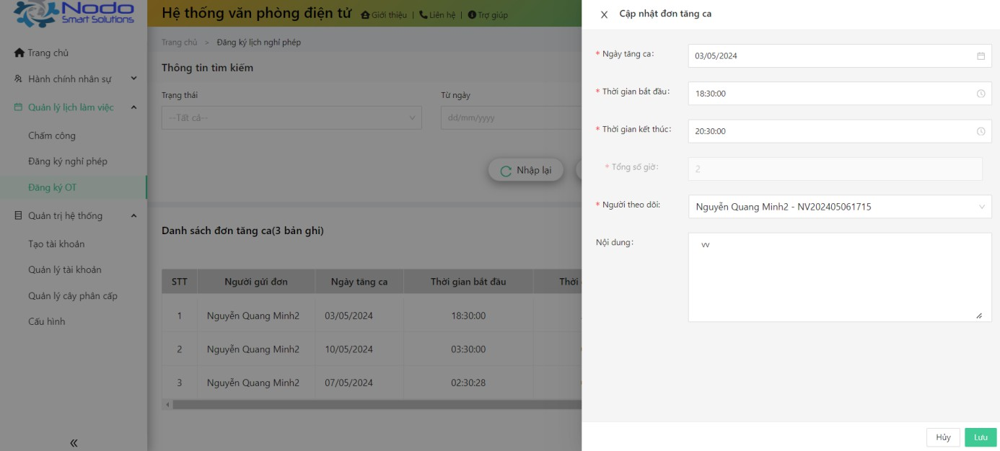 Nodo
Smart Solutions
Trang chủ
Hành chính nhân sự
Quản lý lịch làm việc
Chấm công
Đăng ký nghỉ phép
Đăng ký OT
Quản trị hệ thống
Tạo tài khoản
Quản lý tài khoản
Quản lý cây phân cấp
Cấu hình
«
Hệ thống văn phòng điện tử Giới thiệu | Liên hệ | Trợ giúp
Trang chủ > Đăng ký lịch nghỉ phép
Thông tin tìm kiếm
Trạng thái Từ ngày
--Tất cả-- dd/mm/yyyy
Nhập lại
Danh sách đơn tăng ca(3 bản ghi)
STT Người gửi đơn Ngày tăng ca Thời gian bắt đầu Thời
1 Nguyễn Quang Minh2 03/05/2024 18:30:00
2 Nguyễn Quang Minh2 10/05/2024 03:30:00
3 Nguyễn Quang Minh2 07/05/2024 02:30:28
Cập nhật đơn tăng ca
* Ngày tăng ca: 03/05/2024
* Thời gian bắt đầu: 18:30:00
* Thời gian kết thúc: 20:30:00
* Tổng số giờ: 2
* Người theo dõi: Nguyễn Quang Minh2 - NV202405061715
Nội dung: vv
Hủy Lưu